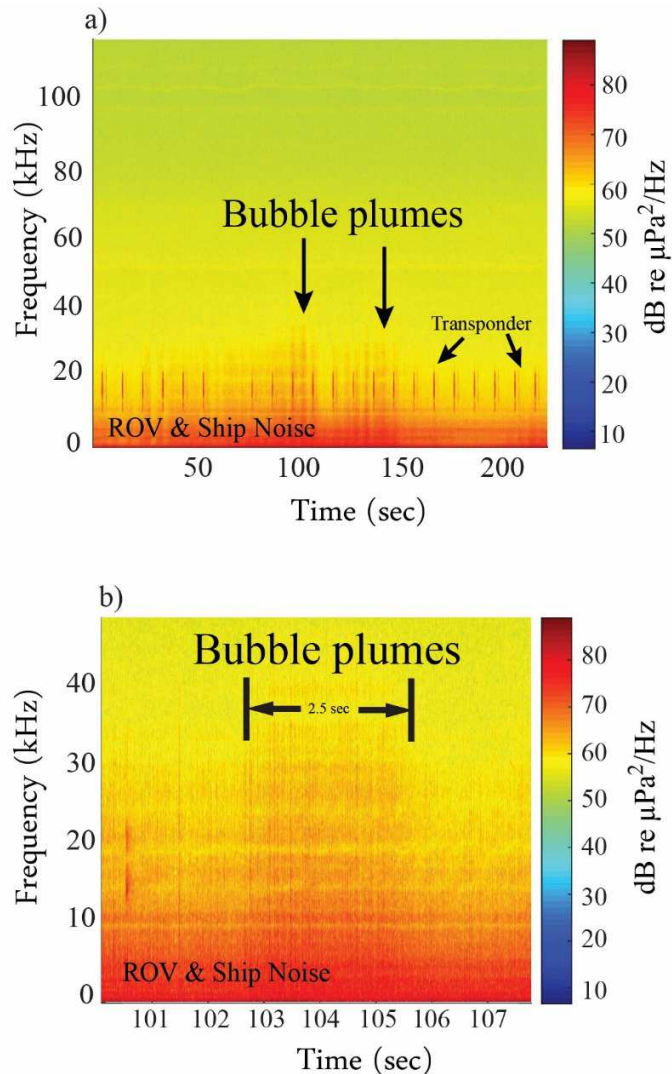 a)
100
80
60
40
20
0
Frequency (kHz)
Bubble plumes
Transponder
ROV & Ship Noise
50
100
150
200
Time (sec)
80
70
60
50
40
30
20
10
dB re µPa²/Hz
b)
40
30
20
10
0
Frequency (kHz)
Bubble plumes
2.5 sec
ROV & Ship Noise
101
102
103
104
105
106
107
Time (sec)
80
70
60
50
40
30
20
10
dB re µPa²/Hz